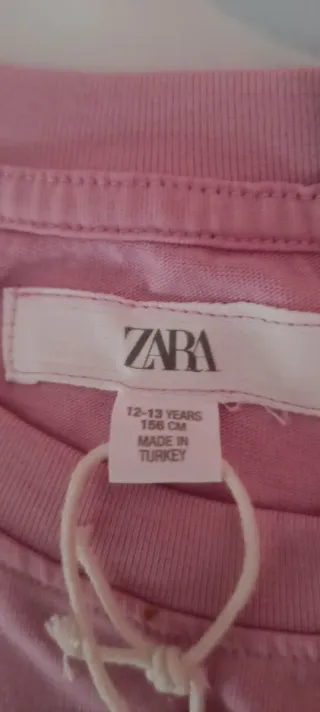 ZARA
12-13 YEARS
156 CM
MADE IN
TURKEY